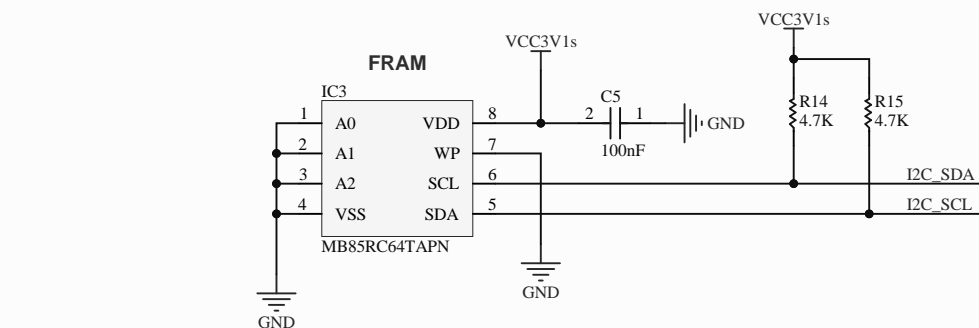 VCC3V1s
VCC3V1s
FRAM
IC3
C5
R14
4.7K
R15
4.7K
1 A0 VDD 8
2 1
GND
100nF
2 A1 WP 7
3 A2 SCL 6
I2C_SDA
4 VSS SDA 5
I2C_SCL
MB85RC64TAPN
GND
GND